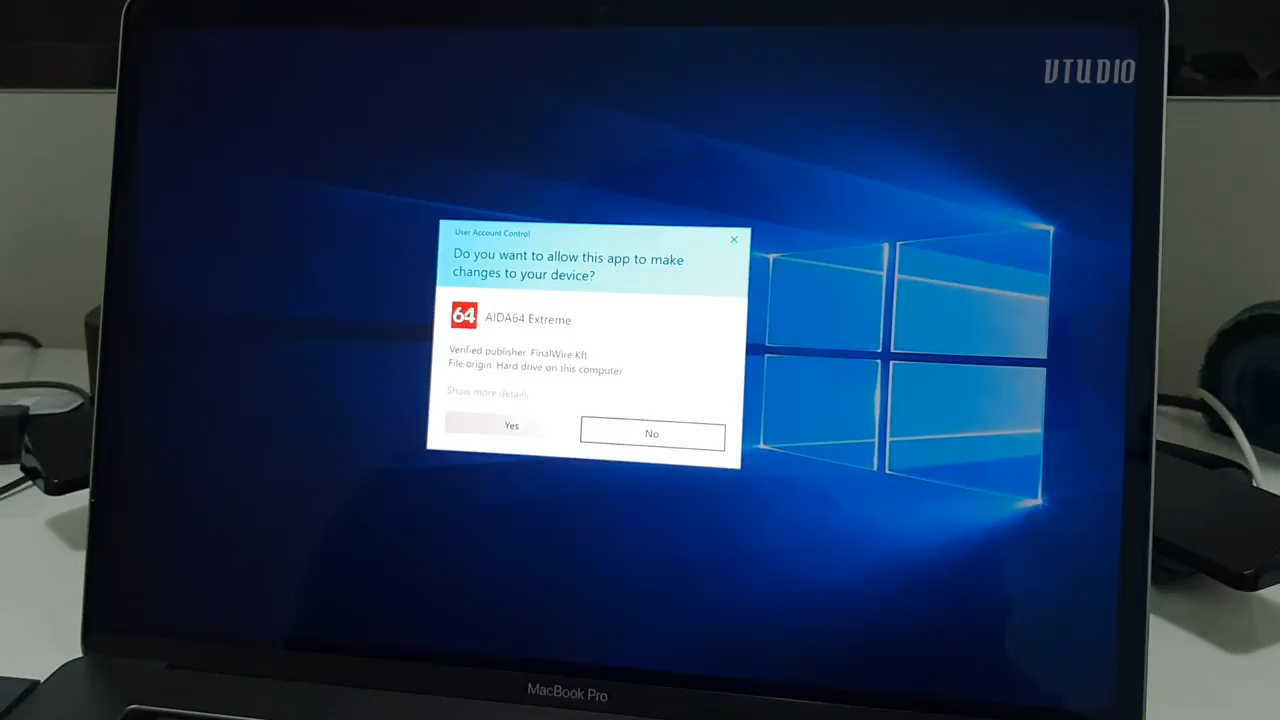 VTUDIO
User Account Control
Do you want to allow this app to make
changes to your device?
64
AIDA64 Extreme
Verified publisher: FinalWire Kft.
File origin: Hard drive on this computer
Show more details
Yes
No
MacBook Pro